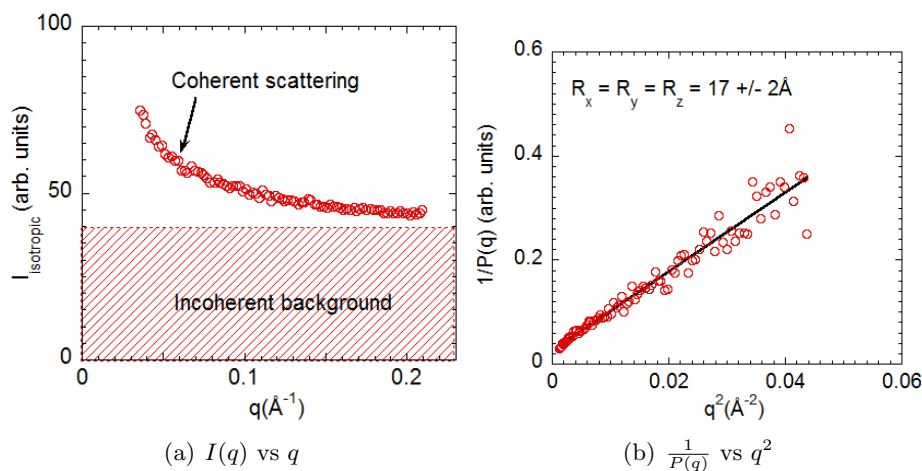 100
50
0
I_isotropic (arb. units)
Coherent scattering
Incoherent background
0
0.1
0.2
q(Å⁻¹)
(a) I(q) vs q
0.6
0.4
0.2
0
1/P(q) (arb. units)
R_x = R_y = R_z = 17 +/- 2Å
0
0.02
0.04
0.06
q²(Å⁻²)
(b) 1/P(q) vs q²